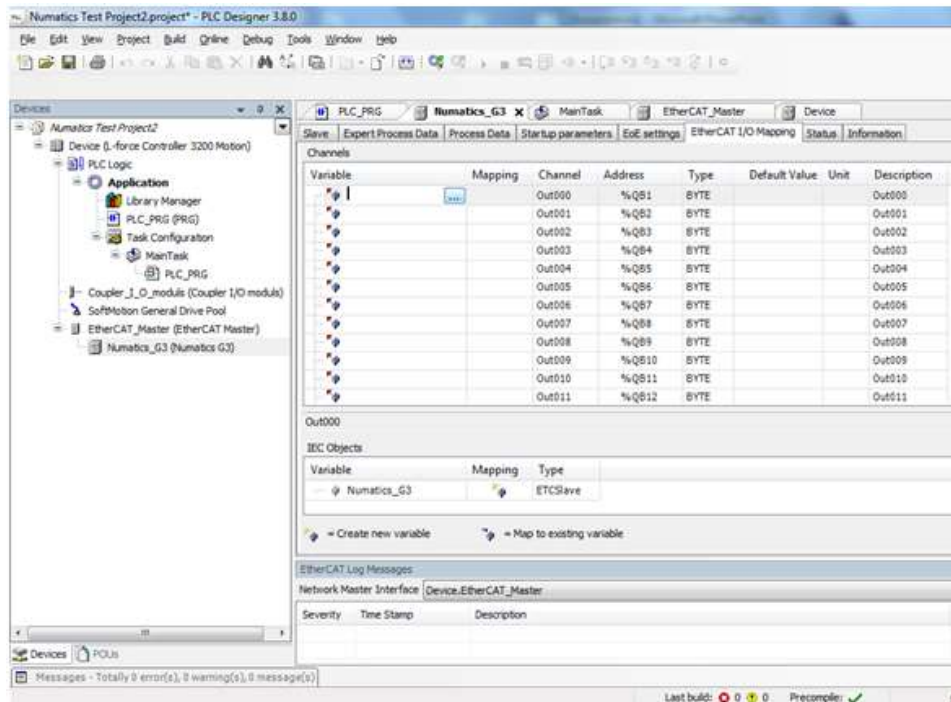 Numatics Test Project2.project* - PLC Designer 3.8.0
File Edit View Project Build Online Debug Tools Window Help
Devices
Numatics Test Project2
Device (L-force Controller 3200 Motion)
PLC Logic
Application
Library Manager
PLC_PRG (PRG)
Task Configuration
MainTask
PLC_PRG
Coupler_I_O_moduls (Coupler I/O moduls)
SoftMotion General Drive Pool
EtherCAT_Master (EtherCAT Master)
Numatics_G3 (Numatics G3)
Devices POUs
PLC_PRG Numatics_G3 X MainTask EtherCAT_Master Device
Slave Expert Process Data Process Data Startup parameters EoE settings EtherCAT I/O Mapping Status Information
Channels
Variable Mapping Channel Address Type Default Value Unit Description
... Out000 %QB1 BYTE Out000
Out001 %QB2 BYTE Out001
Out002 %QB3 BYTE Out002
Out003 %QB4 BYTE Out003
Out004 %QB5 BYTE Out004
Out005 %QB6 BYTE Out005
Out006 %QB7 BYTE Out006
Out007 %QB8 BYTE Out007
Out008 %QB9 BYTE Out008
Out009 %QB10 BYTE Out009
Out010 %QB11 BYTE Out010
Out011 %QB12 BYTE Out011
Out000
IEC Objects
Variable Mapping Type
Numatics_G3 ETCSlave
= Create new variable = Map to existing variable
EtherCAT Log Messages
Network Master Interface Device.EtherCAT_Master
Severity Time Stamp Description
Messages - Totally 0 error(s), 0 warning(s), 0 message(s)
Last build: 0 0 Precompile: